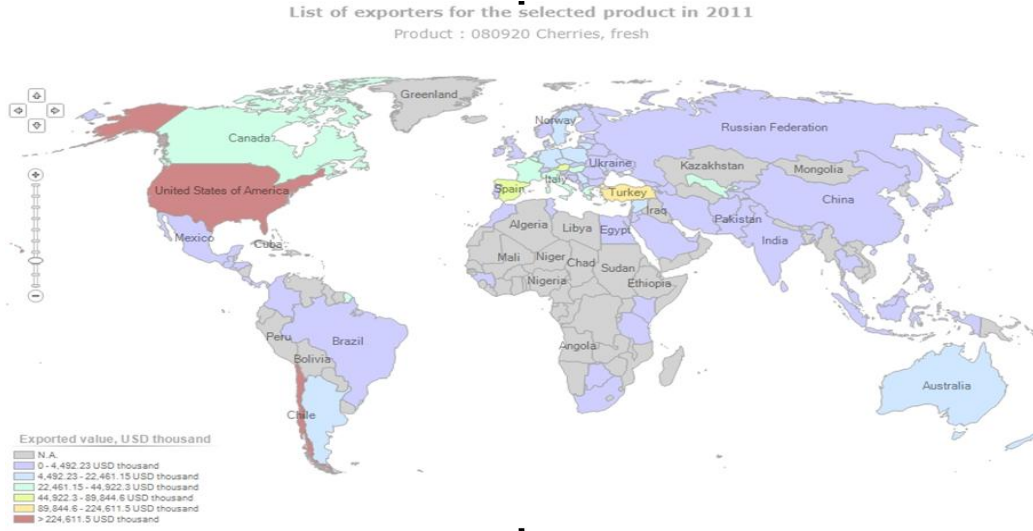 List of exporters for the selected product in 2011
Product : 080920 Cherries, fresh
Greenland
Norway
Russian Federation
Canada
Ukraine
Kazakhstan
Mongolia
Italy
United States of America
Spain
Turkey
China
Iraq
Pakistan
Mexico
Cuba
Algeria
Libya
Egypt
India
Mali
Niger
Chad
Sudan
Nigeria
Ethiopia
Peru
Brazil
Angola
Bolivia
Australia
Chile
Exported value, USD thousand
N.A.
0 - 4,492.23 USD thousand
4,492.23 - 22,461.15 USD thousand
22,461.15 - 44,922.3 USD thousand
44,922.3 - 89,844.6 USD thousand
89,844.6 - 224,611.5 USD thousand
> 224,611.5 USD thousand